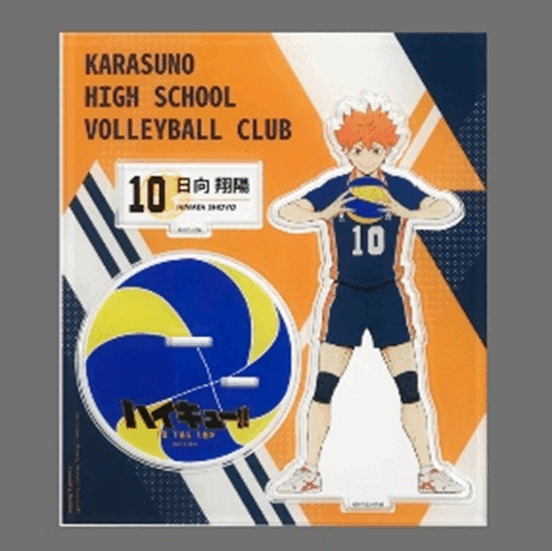 KARASUNO
HIGH SCHOOL
VOLLEYBALL CLUB
10 日向 翔陽
HINATA SHOYO
10
ハイキュー!!
TO THE TOP